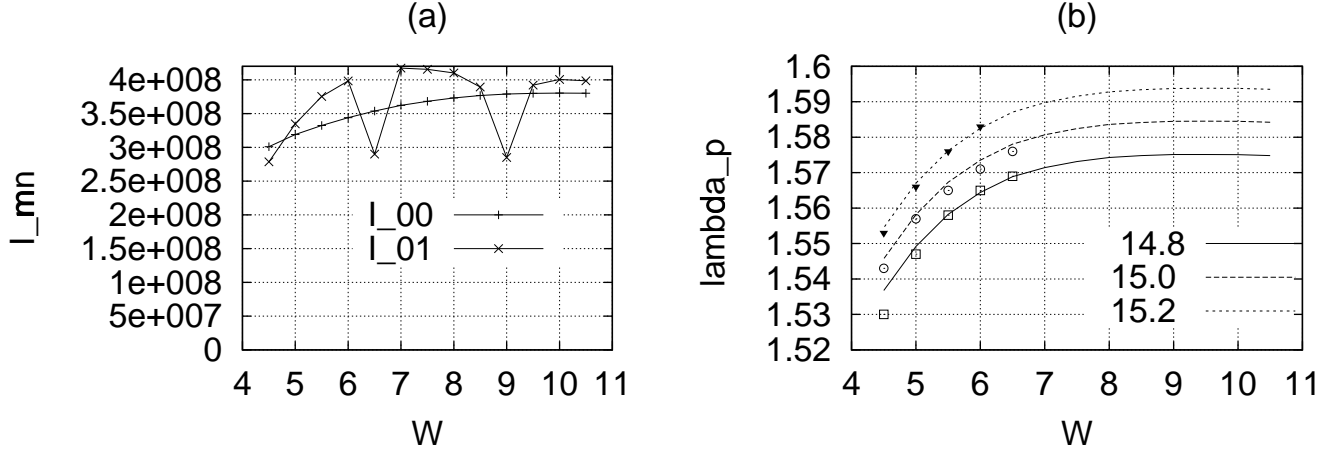 (a)
4e+008
3.5e+008
3e+008
2.5e+008
2e+008
1.5e+008
1e+008
5e+007
0
I_mn
I_00
I_01
4 5 6 7 8 9 10 11
W
(b)
1.6
1.59
1.58
1.57
1.56
1.55
1.54
1.53
1.52
lambda_p
14.8
15.0
15.2
4 5 6 7 8 9 10 11
W